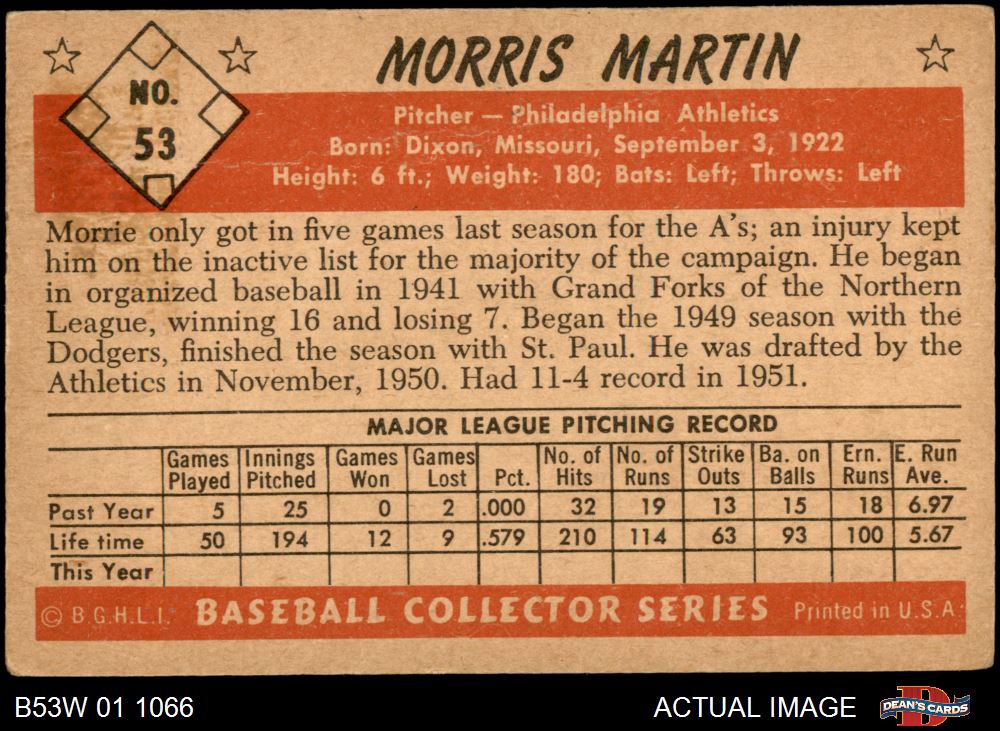 NO.
53
MORRIS MARTIN
Pitcher — Philadelphia Athletics
Born: Dixon, Missouri, September 3, 1922
Height: 6 ft.; Weight: 180; Bats: Left; Throws: Left
Morrie only got in five games last season for the A's; an injury kept
him on the inactive list for the majority of the campaign. He began
in organized baseball in 1941 with Grand Forks of the Northern
League, winning 16 and losing 7. Began the 1949 season with the
Dodgers, finished the season with St. Paul. He was drafted by the
Athletics in November, 1950. Had 11-4 record in 1951.
MAJOR LEAGUE PITCHING RECORD
Games Played Innings Pitched Games Won Games Lost Pct. No. of Hits No. of Runs Strike Outs Ba. on Balls Ern. Runs E. Run Ave.
Past Year 5 25 0 2 .000 32 19 13 15 18 6.97
Life time 50 194 12 9 .579 210 114 63 93 100 5.67
This Year
© B.G.H.L.I. BASEBALL COLLECTOR SERIES Printed in U.S.A.
B53W 01 1066 ACTUAL IMAGE D DEAN'S CARDS